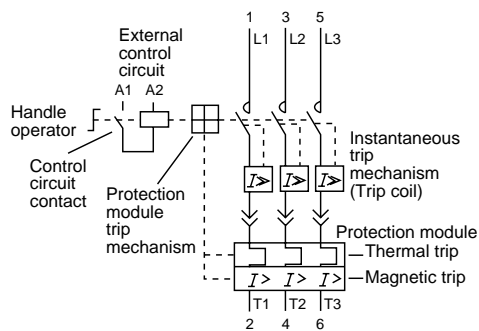 1 3 5
L1 L2 L3
External
control
circuit
A1 A2
Handle
operator
Control
circuit
contact
Protection
module
trip
mechanism
Instantaneous
trip
mechanism
(Trip coil)
I>> I>> I>>
Protection module
Thermal trip
Magnetic trip
I> I> I>
T1 T2 T3
2 4 6